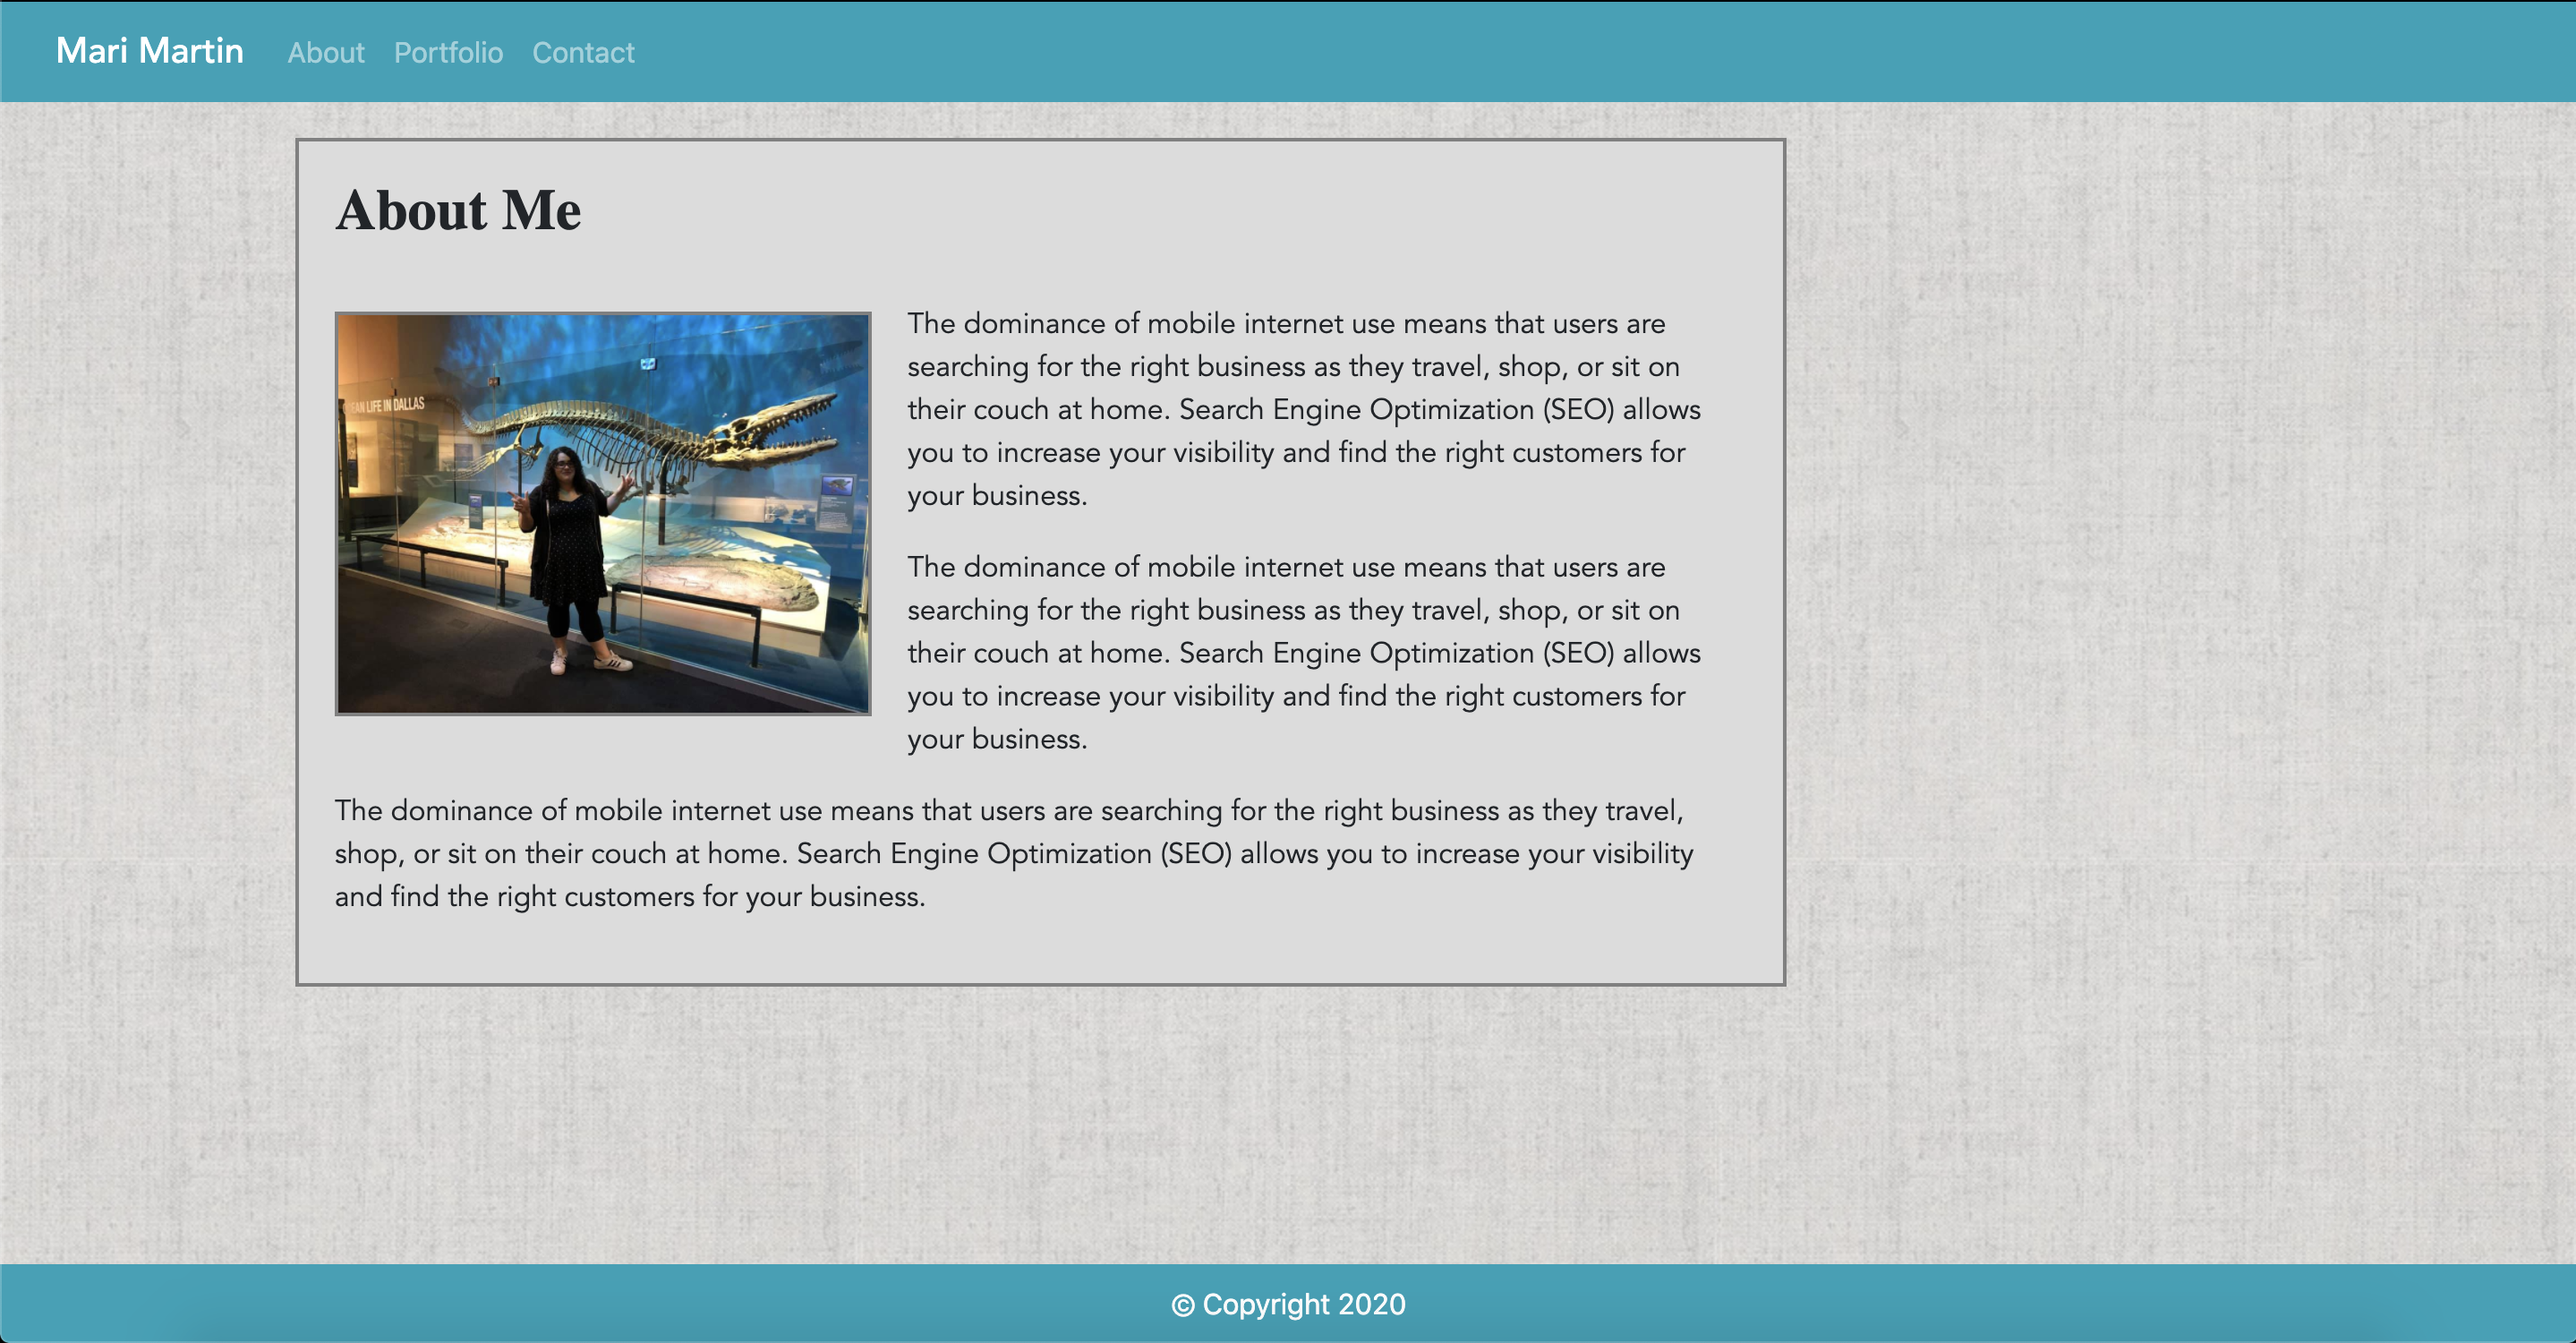 Mari Martin About Portfolio Contact
About Me
LIFE IN DALLAS
The dominance of mobile internet use means that users are
searching for the right business as they travel, shop, or sit on
their couch at home. Search Engine Optimization (SEO) allows
you to increase your visibility and find the right customers for
your business.
The dominance of mobile internet use means that users are
searching for the right business as they travel, shop, or sit on
their couch at home. Search Engine Optimization (SEO) allows
you to increase your visibility and find the right customers for
your business.
The dominance of mobile internet use means that users are searching for the right business as they travel,
shop, or sit on their couch at home. Search Engine Optimization (SEO) allows you to increase your visibility
and find the right customers for your business.
© Copyright 2020